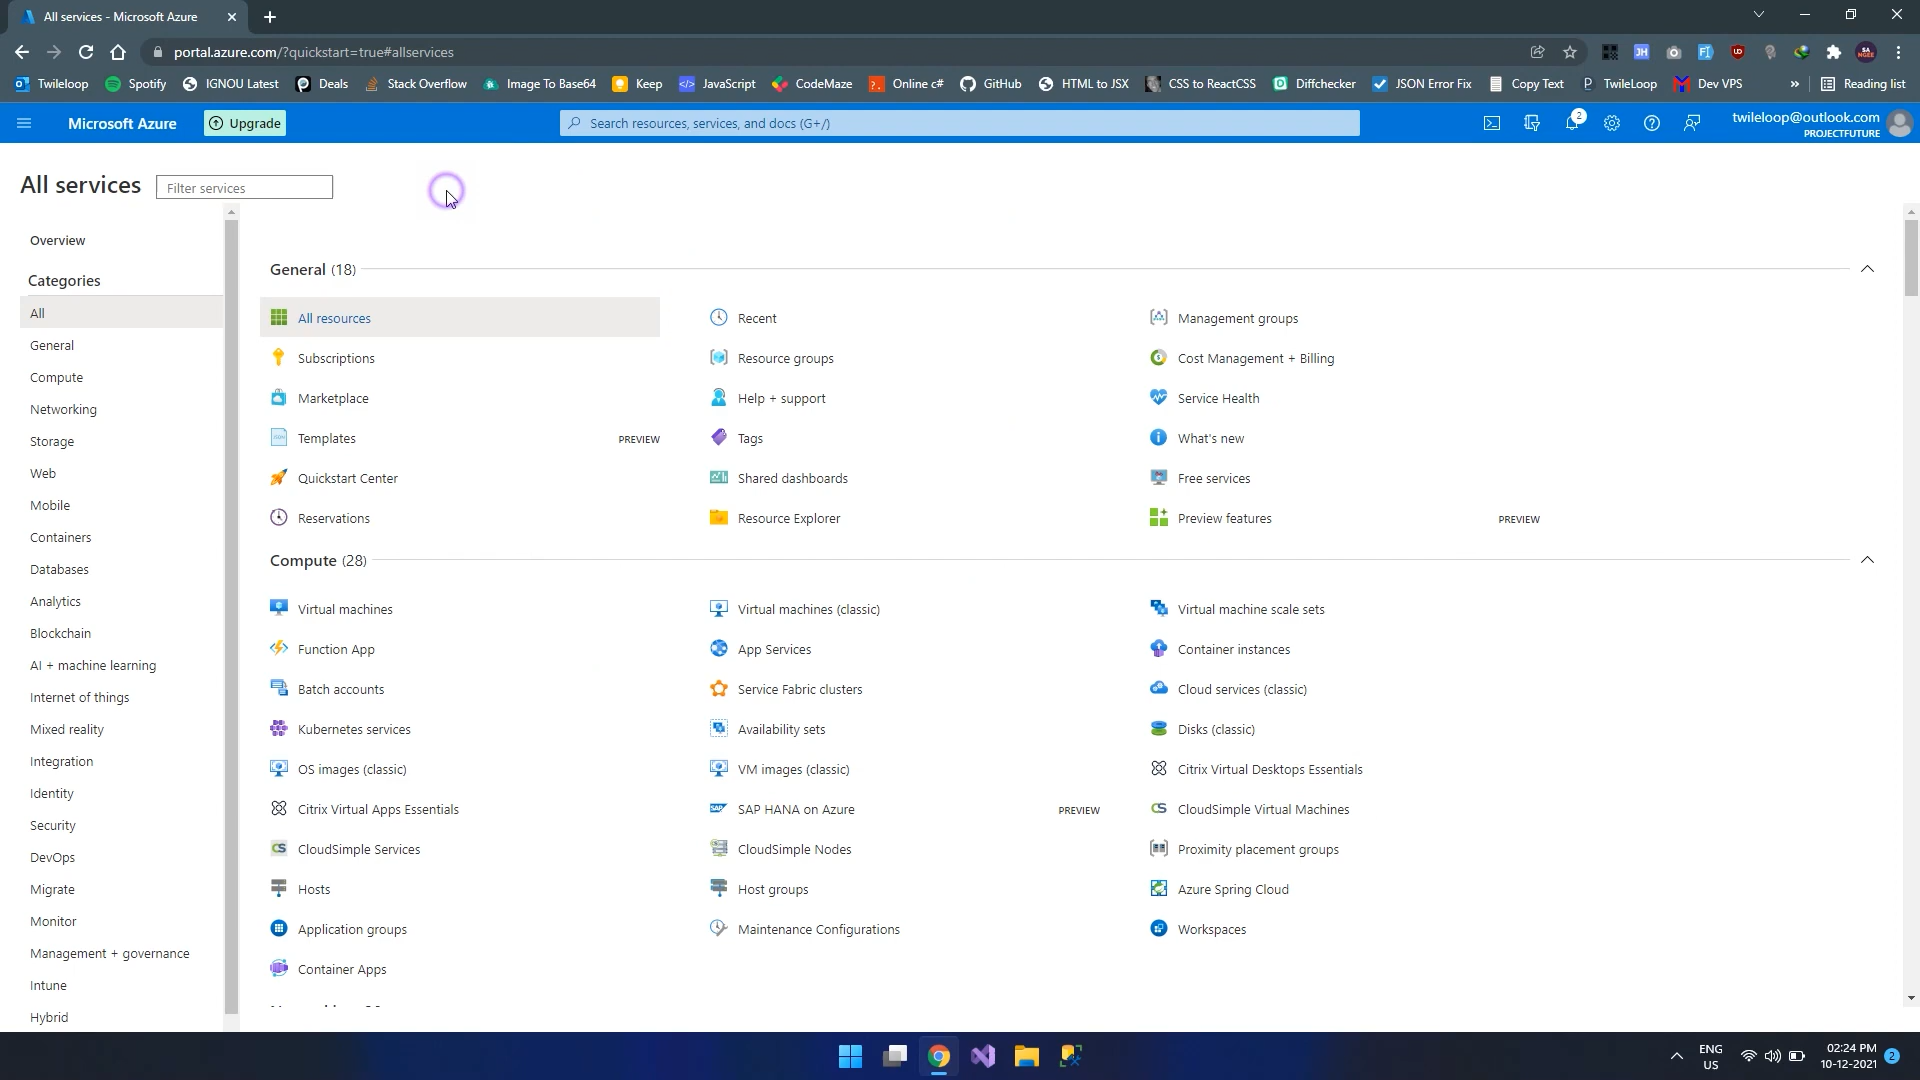 All services - Microsoft Azure
portal.azure.com/?quickstart=true#allservices
Twileloop Spotify IGNOU Latest Deals Stack Overflow Image To Base64 Keep JavaScript CodeMaze Online c# GitHub HTML to JSX CSS to ReactCSS Diffchecker JSON Error Fix Copy Text TwileLoop Dev VPS » Reading list
Microsoft Azure Upgrade Search resources, services, and docs (G+/) 2 twileloop@outlook.com
PROJECTFUTURE
All services Filter services
Overview
Categories
All
General
Compute
Networking
Storage
Web
Mobile
Containers
Databases
Analytics
Blockchain
AI + machine learning
Internet of things
Mixed reality
Integration
Identity
Security
DevOps
Migrate
Monitor
Management + governance
Intune
Hybrid
General (18)
All resources Recent Management groups
Subscriptions Resource groups Cost Management + Billing
Marketplace Help + support Service Health
Templates PREVIEW Tags What's new
Quickstart Center Shared dashboards Free services
Reservations Resource Explorer Preview features PREVIEW
Compute (28)
Virtual machines Virtual machines (classic) Virtual machine scale sets
Function App App Services Container instances
Batch accounts Service Fabric clusters Cloud services (classic)
Kubernetes services Availability sets Disks (classic)
OS images (classic) VM images (classic) Citrix Virtual Desktops Essentials
Citrix Virtual Apps Essentials SAP HANA on Azure PREVIEW CloudSimple Virtual Machines
CloudSimple Services CloudSimple Nodes Proximity placement groups
Hosts Host groups Azure Spring Cloud
Application groups Maintenance Configurations Workspaces
Container Apps
ENG
US
02:24 PM
10-12-2021
2